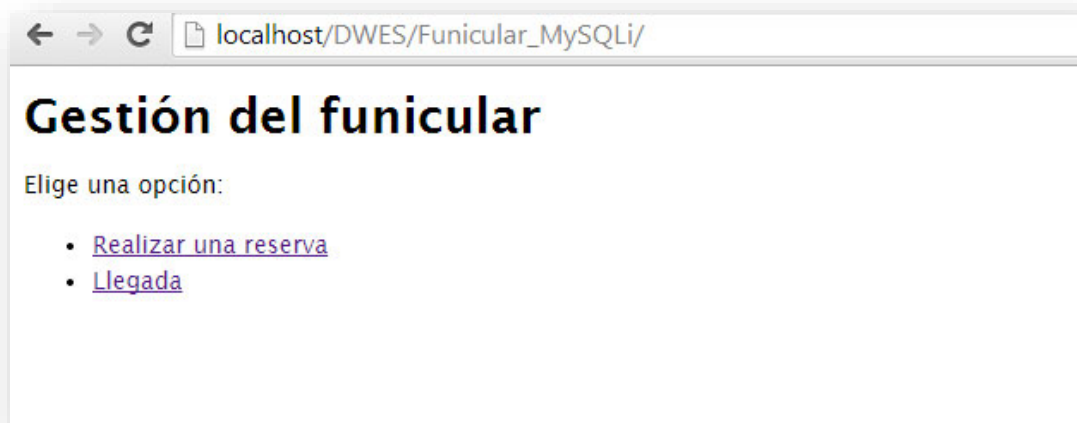 localhost/DWES/Funicular_MySQLi/
Gestión del funicular
Elige una opción:
Realizar una reserva
Llegada